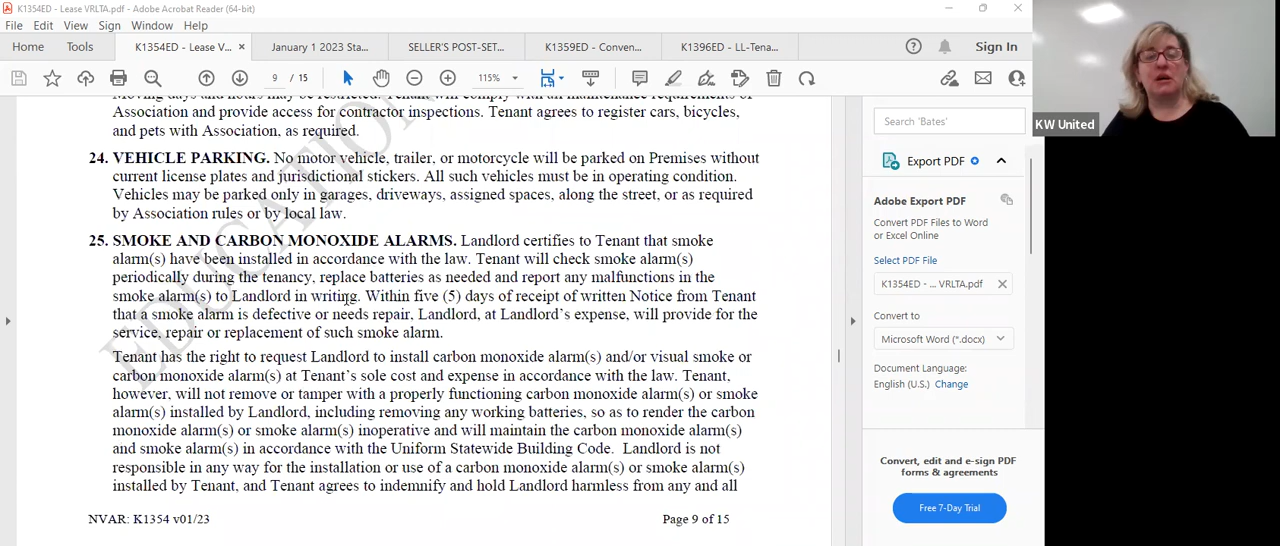 K1354ED - Lease VRLTA.pdf - Adobe Acrobat Reader (64-bit)
File Edit View Sign Window Help
Home Tools K1354ED - Lease V... × January 1 2023 Sta... SELLER'S POST-SET... K1359ED - Conven... K1396ED - LL-Tena... Sign In
9 / 15 115%
Association and provide access for contractor inspections. Tenant agrees to register cars, bicycles,
and pets with Association, as required.
24. VEHICLE PARKING. No motor vehicle, trailer, or motorcycle will be parked on Premises without
current license plates and jurisdictional stickers. All such vehicles must be in operating condition.
Vehicles may be parked only in garages, driveways, assigned spaces, along the street, or as required
by Association rules or by local law.
25. SMOKE AND CARBON MONOXIDE ALARMS. Landlord certifies to Tenant that smoke
alarm(s) have been installed in accordance with the law. Tenant will check smoke alarm(s)
periodically during the tenancy, replace batteries as needed and report any malfunctions in the
smoke alarm(s) to Landlord in writing. Within five (5) days of receipt of written Notice from Tenant
that a smoke alarm is defective or needs repair, Landlord, at Landlord's expense, will provide for the
service, repair or replacement of such smoke alarm.
Tenant has the right to request Landlord to install carbon monoxide alarm(s) and/or visual smoke or
carbon monoxide alarm(s) at Tenant's sole cost and expense in accordance with the law. Tenant,
however, will not remove or tamper with a properly functioning carbon monoxide alarm(s) or smoke
alarm(s) installed by Landlord, including removing any working batteries, so as to render the carbon
monoxide alarm(s) or smoke alarm(s) inoperative and will maintain the carbon monoxide alarm(s)
and smoke alarm(s) in accordance with the Uniform Statewide Building Code. Landlord is not
responsible in any way for the installation or use of a carbon monoxide alarm(s) or smoke alarm(s)
installed by Tenant, and Tenant agrees to indemnify and hold Landlord harmless from any and all
NVAR: K1354 v01/23 Page 9 of 15
EDUCATION
Search 'Bates'
Export PDF
Adobe Export PDF
Convert PDF Files to Word
or Excel Online
Select PDF File
K1354ED - ... VRLTA.pdf ×
Convert to
Microsoft Word (*.docx)
Document Language:
English (U.S.) Change
Convert, edit and e-sign PDF
forms & agreements
Free 7-Day Trial
KW United